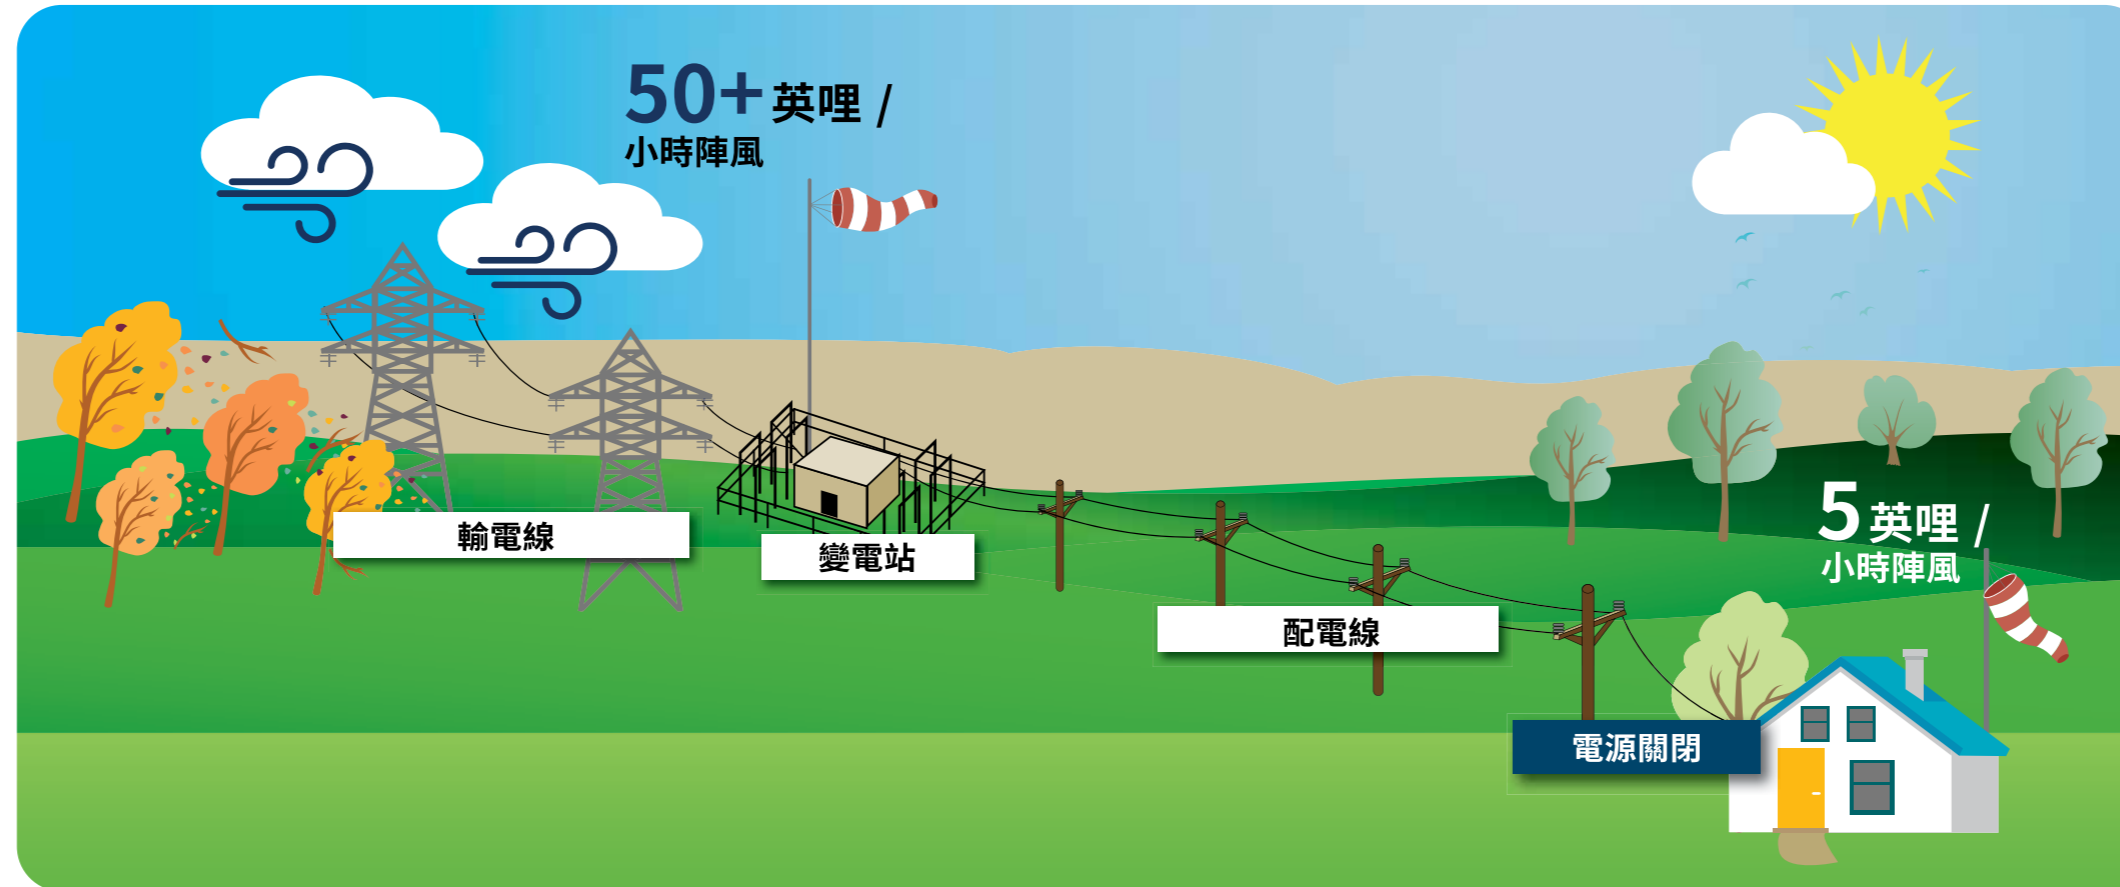 50+ 英哩 /
小時陣風
輸電線
變電站
配電線
5 英哩 /
小時陣風
電源關閉